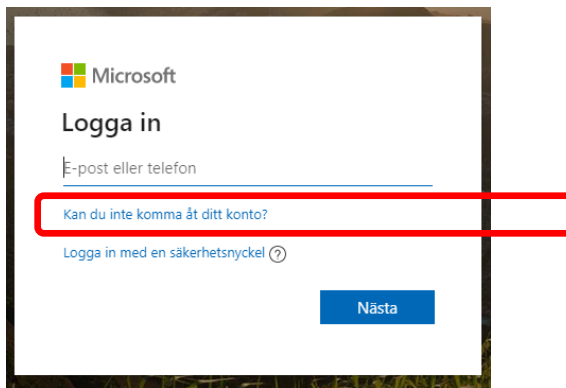 Microsoft
Logga in
E-post eller telefon
Kan du inte komma åt ditt konto?
Logga in med en säkerhetsnyckel ?
Nästa